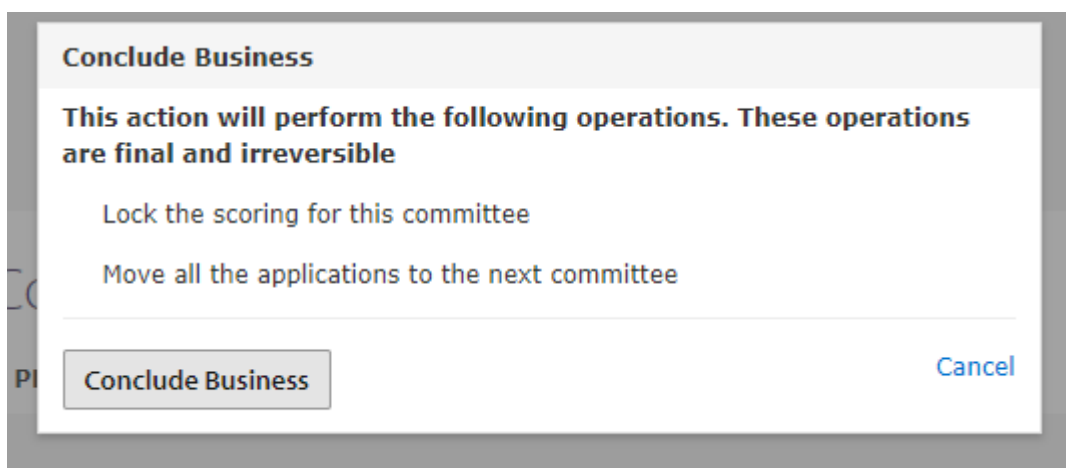 Conclude Business
This action will perform the following operations. These operations
are final and irreversible
Lock the scoring for this committee
Move all the applications to the next committee
Conclude Business
Cancel